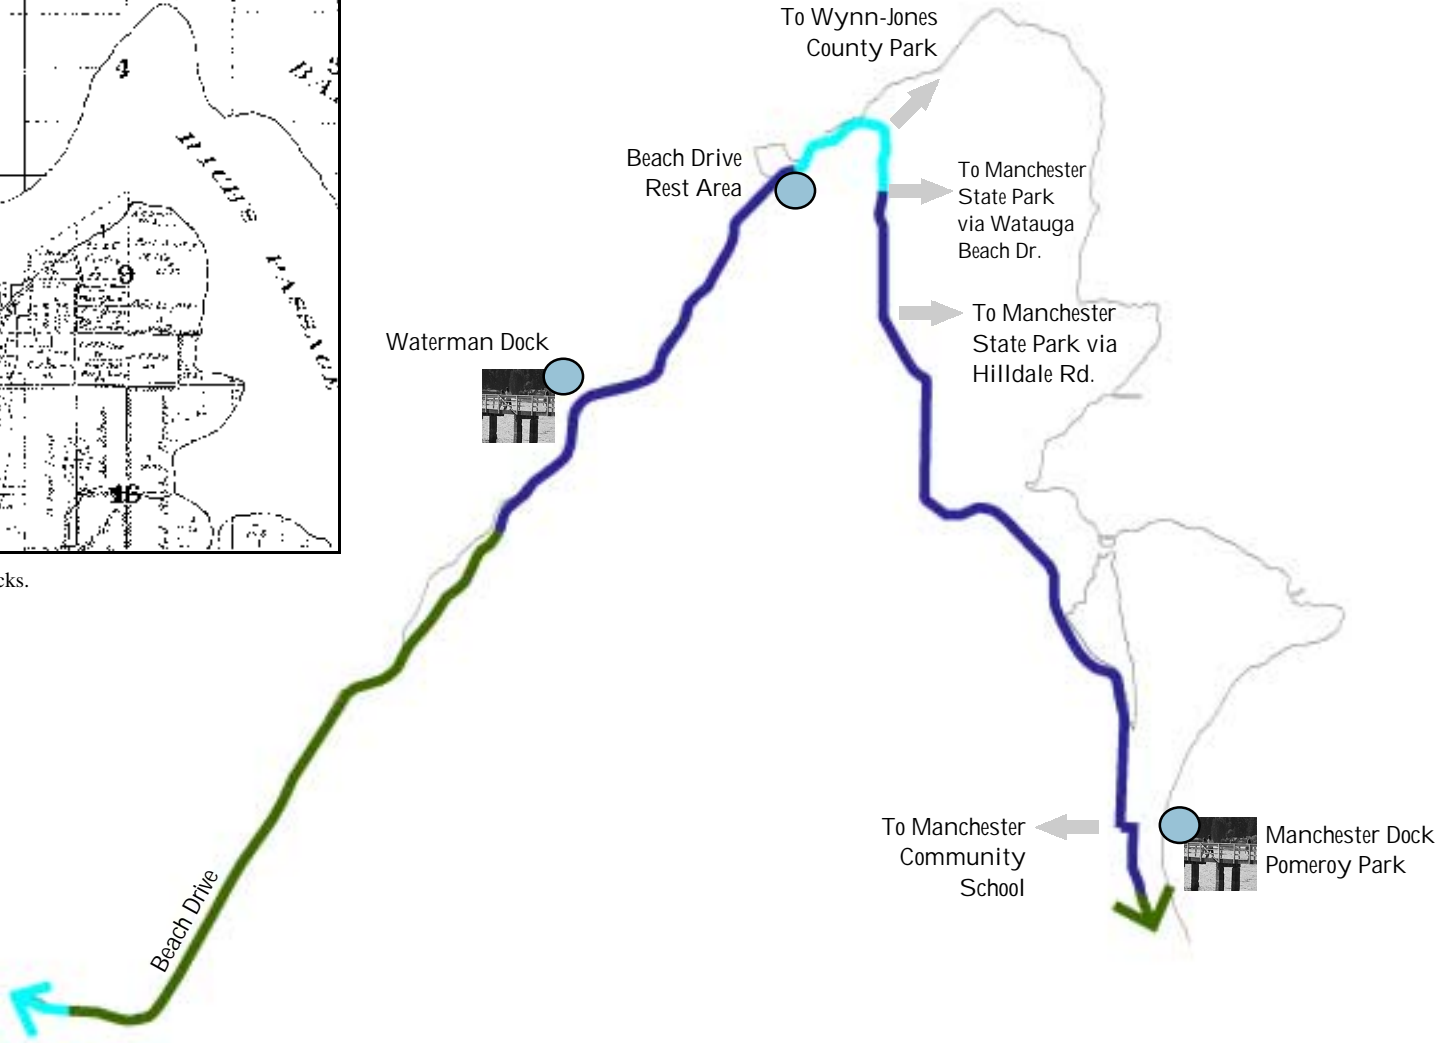 4
RICH'S PASSAGE
9
16
cks.
To Wynn-Jones
County Park
Beach Drive
Rest Area
To Manchester
State Park
via Watauga
Beach Dr.
To Manchester
State Park via
Hilldale Rd.
Waterman Dock
To Manchester
Community
School
Manchester Dock
Pomeroy Park
Beach Drive